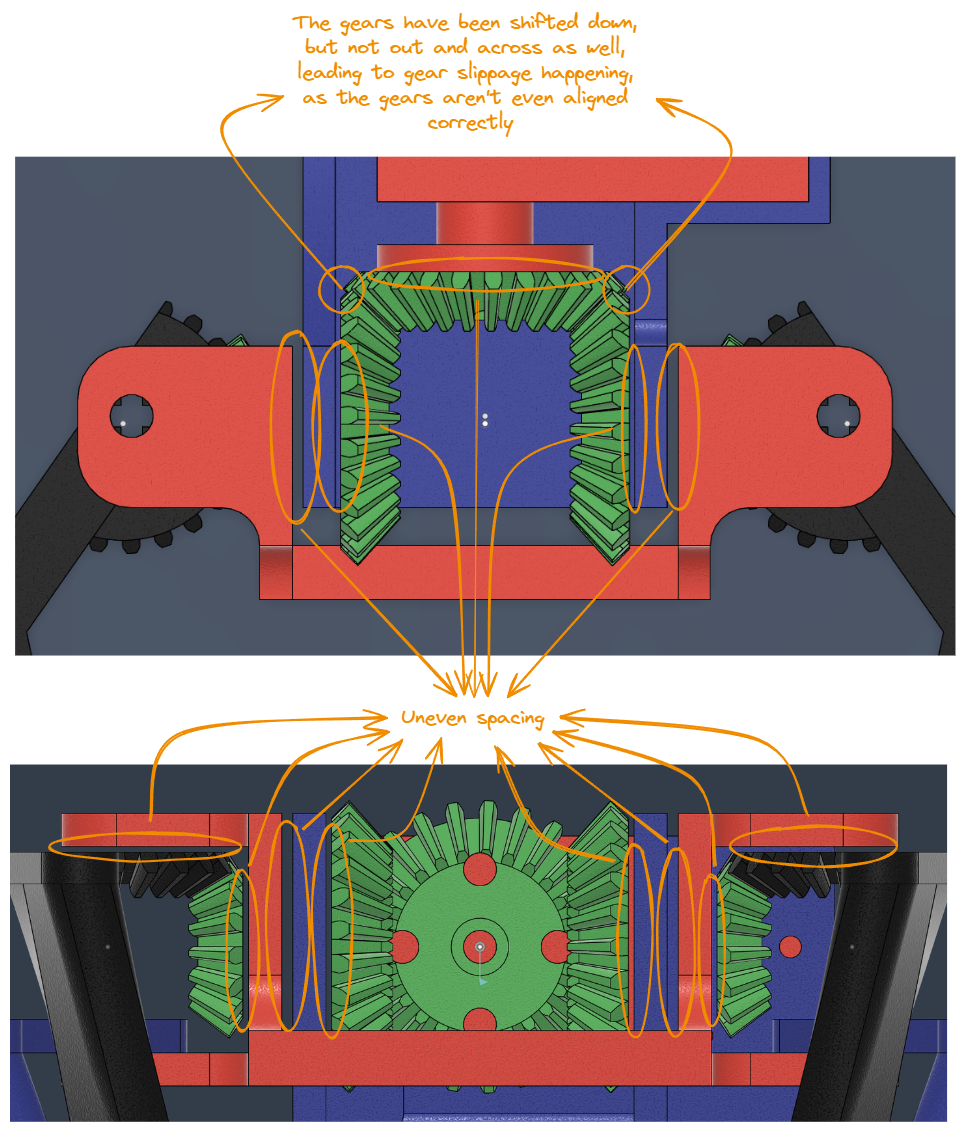 The gears have been shifted down,
but not out and across as well,
leading to gear slippage happening,
as the gears aren't even aligned
correctly
Uneven spacing